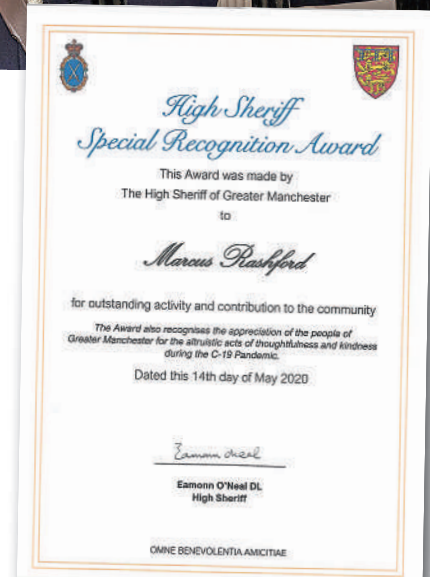 High Sheriff
Special Recognition Award
This Award was made by
The High Sheriff of Greater Manchester
to
Marcus Rashford
for outstanding activity and contribution to the community
The Award also recognises the appreciation of the people of
Greater Manchester for the altruistic acts of thoughtfulness and kindness
during the C-19 Pandemic.
Dated this 14th day of May 2020
Eamonn O'Neal
Eamonn O'Neal DL
High Sheriff
OMNE BENEVOLENTIA AMICITIAE